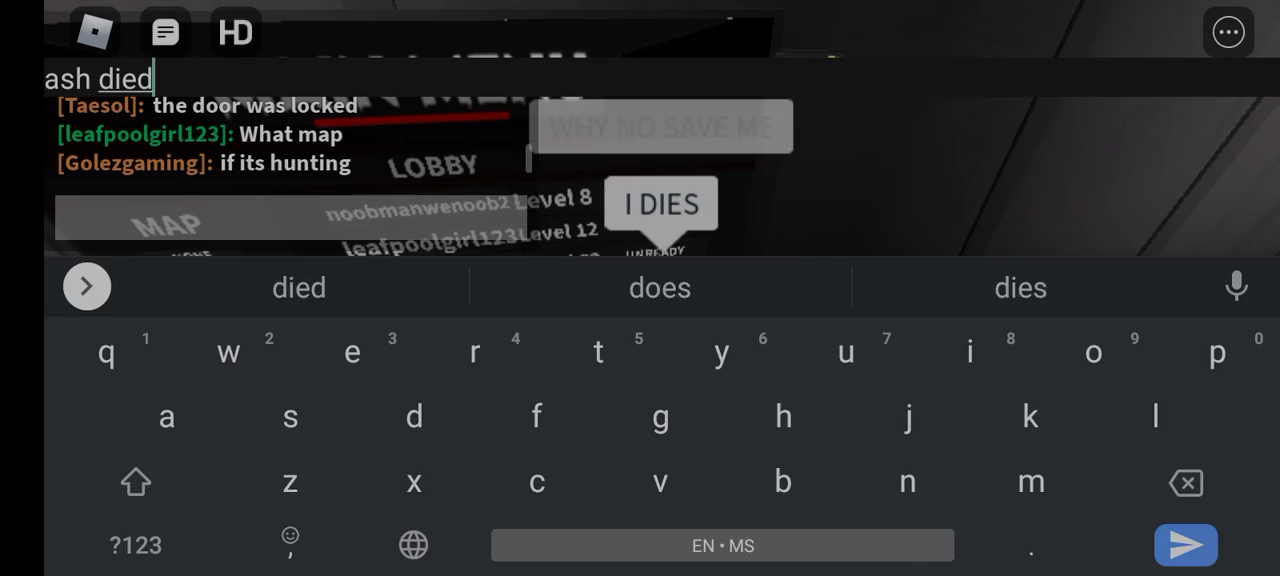 HD
ash died
[Taesol]: the door was locked
[leafpoolgirl123]: What map
[Golezgaming]: if its hunting
WHY NO SAVE ME
LOBBY
I DIES
MAP
noobmanwenoob2 Level 8
leafpoolgirl123 Level 12
UNREADY
died does dies
q 1 w 2 e 3 r 4 t 5 y 6 u 7 i 8 o 9 p 0
a s d f g h j k l
z x c v b n m
?123 , EN • MS .